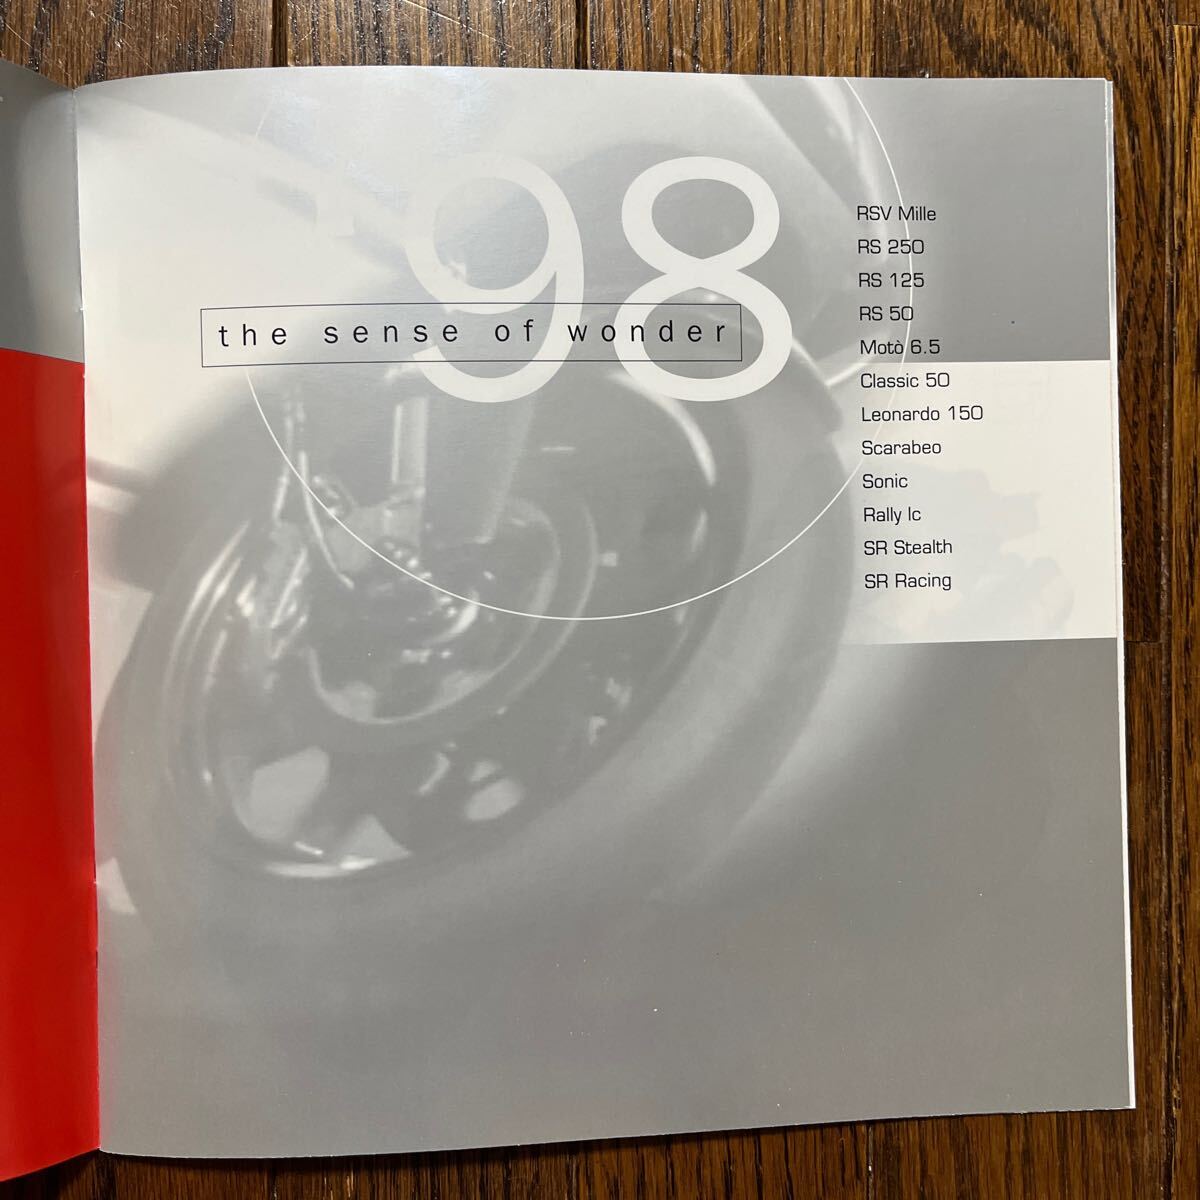 98
the sense of wonder
RSV Mille
RS 250
RS 125
RS 50
Motò 6.5
Classic 50
Leonardo 150
Scarabeo
Sonic
Rally lc
SR Stealth
SR Racing